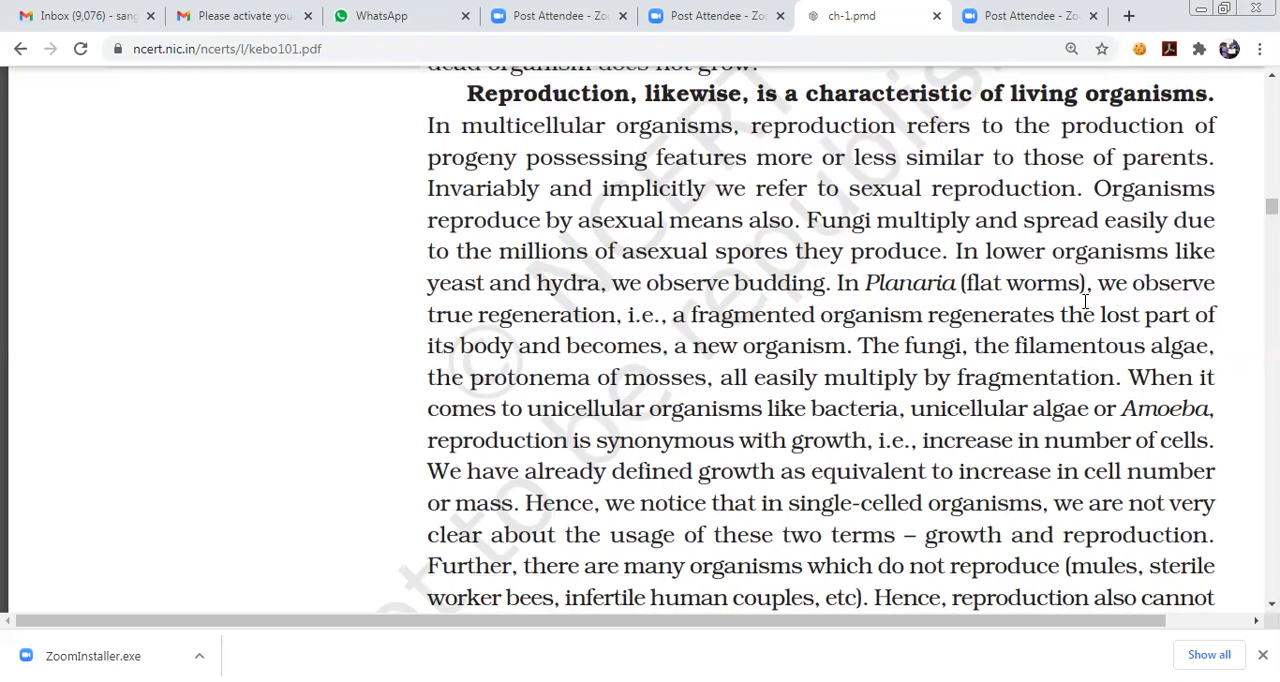 Inbox (9,076) - sang
Please activate you
WhatsApp
Post Attendee - Zo
Post Attendee - Zo
ch-1.pmd
Post Attendee - Zo
ncert.nic.in/ncerts/l/kebo101.pdf
dead organism does not grow.
Reproduction, likewise, is a characteristic of living organisms.
In multicellular organisms, reproduction refers to the production of
progeny possessing features more or less similar to those of parents.
Invariably and implicitly we refer to sexual reproduction. Organisms
reproduce by asexual means also. Fungi multiply and spread easily due
to the millions of asexual spores they produce. In lower organisms like
yeast and hydra, we observe budding. In Planaria (flat worms), we observe
true regeneration, i.e., a fragmented organism regenerates the lost part of
its body and becomes, a new organism. The fungi, the filamentous algae,
the protonema of mosses, all easily multiply by fragmentation. When it
comes to unicellular organisms like bacteria, unicellular algae or Amoeba,
reproduction is synonymous with growth, i.e., increase in number of cells.
We have already defined growth as equivalent to increase in cell number
or mass. Hence, we notice that in single-celled organisms, we are not very
clear about the usage of these two terms – growth and reproduction.
Further, there are many organisms which do not reproduce (mules, sterile
worker bees, infertile human couples, etc). Hence, reproduction also cannot
© NCERT
not to be republis
ZoomInstaller.exe
Show all